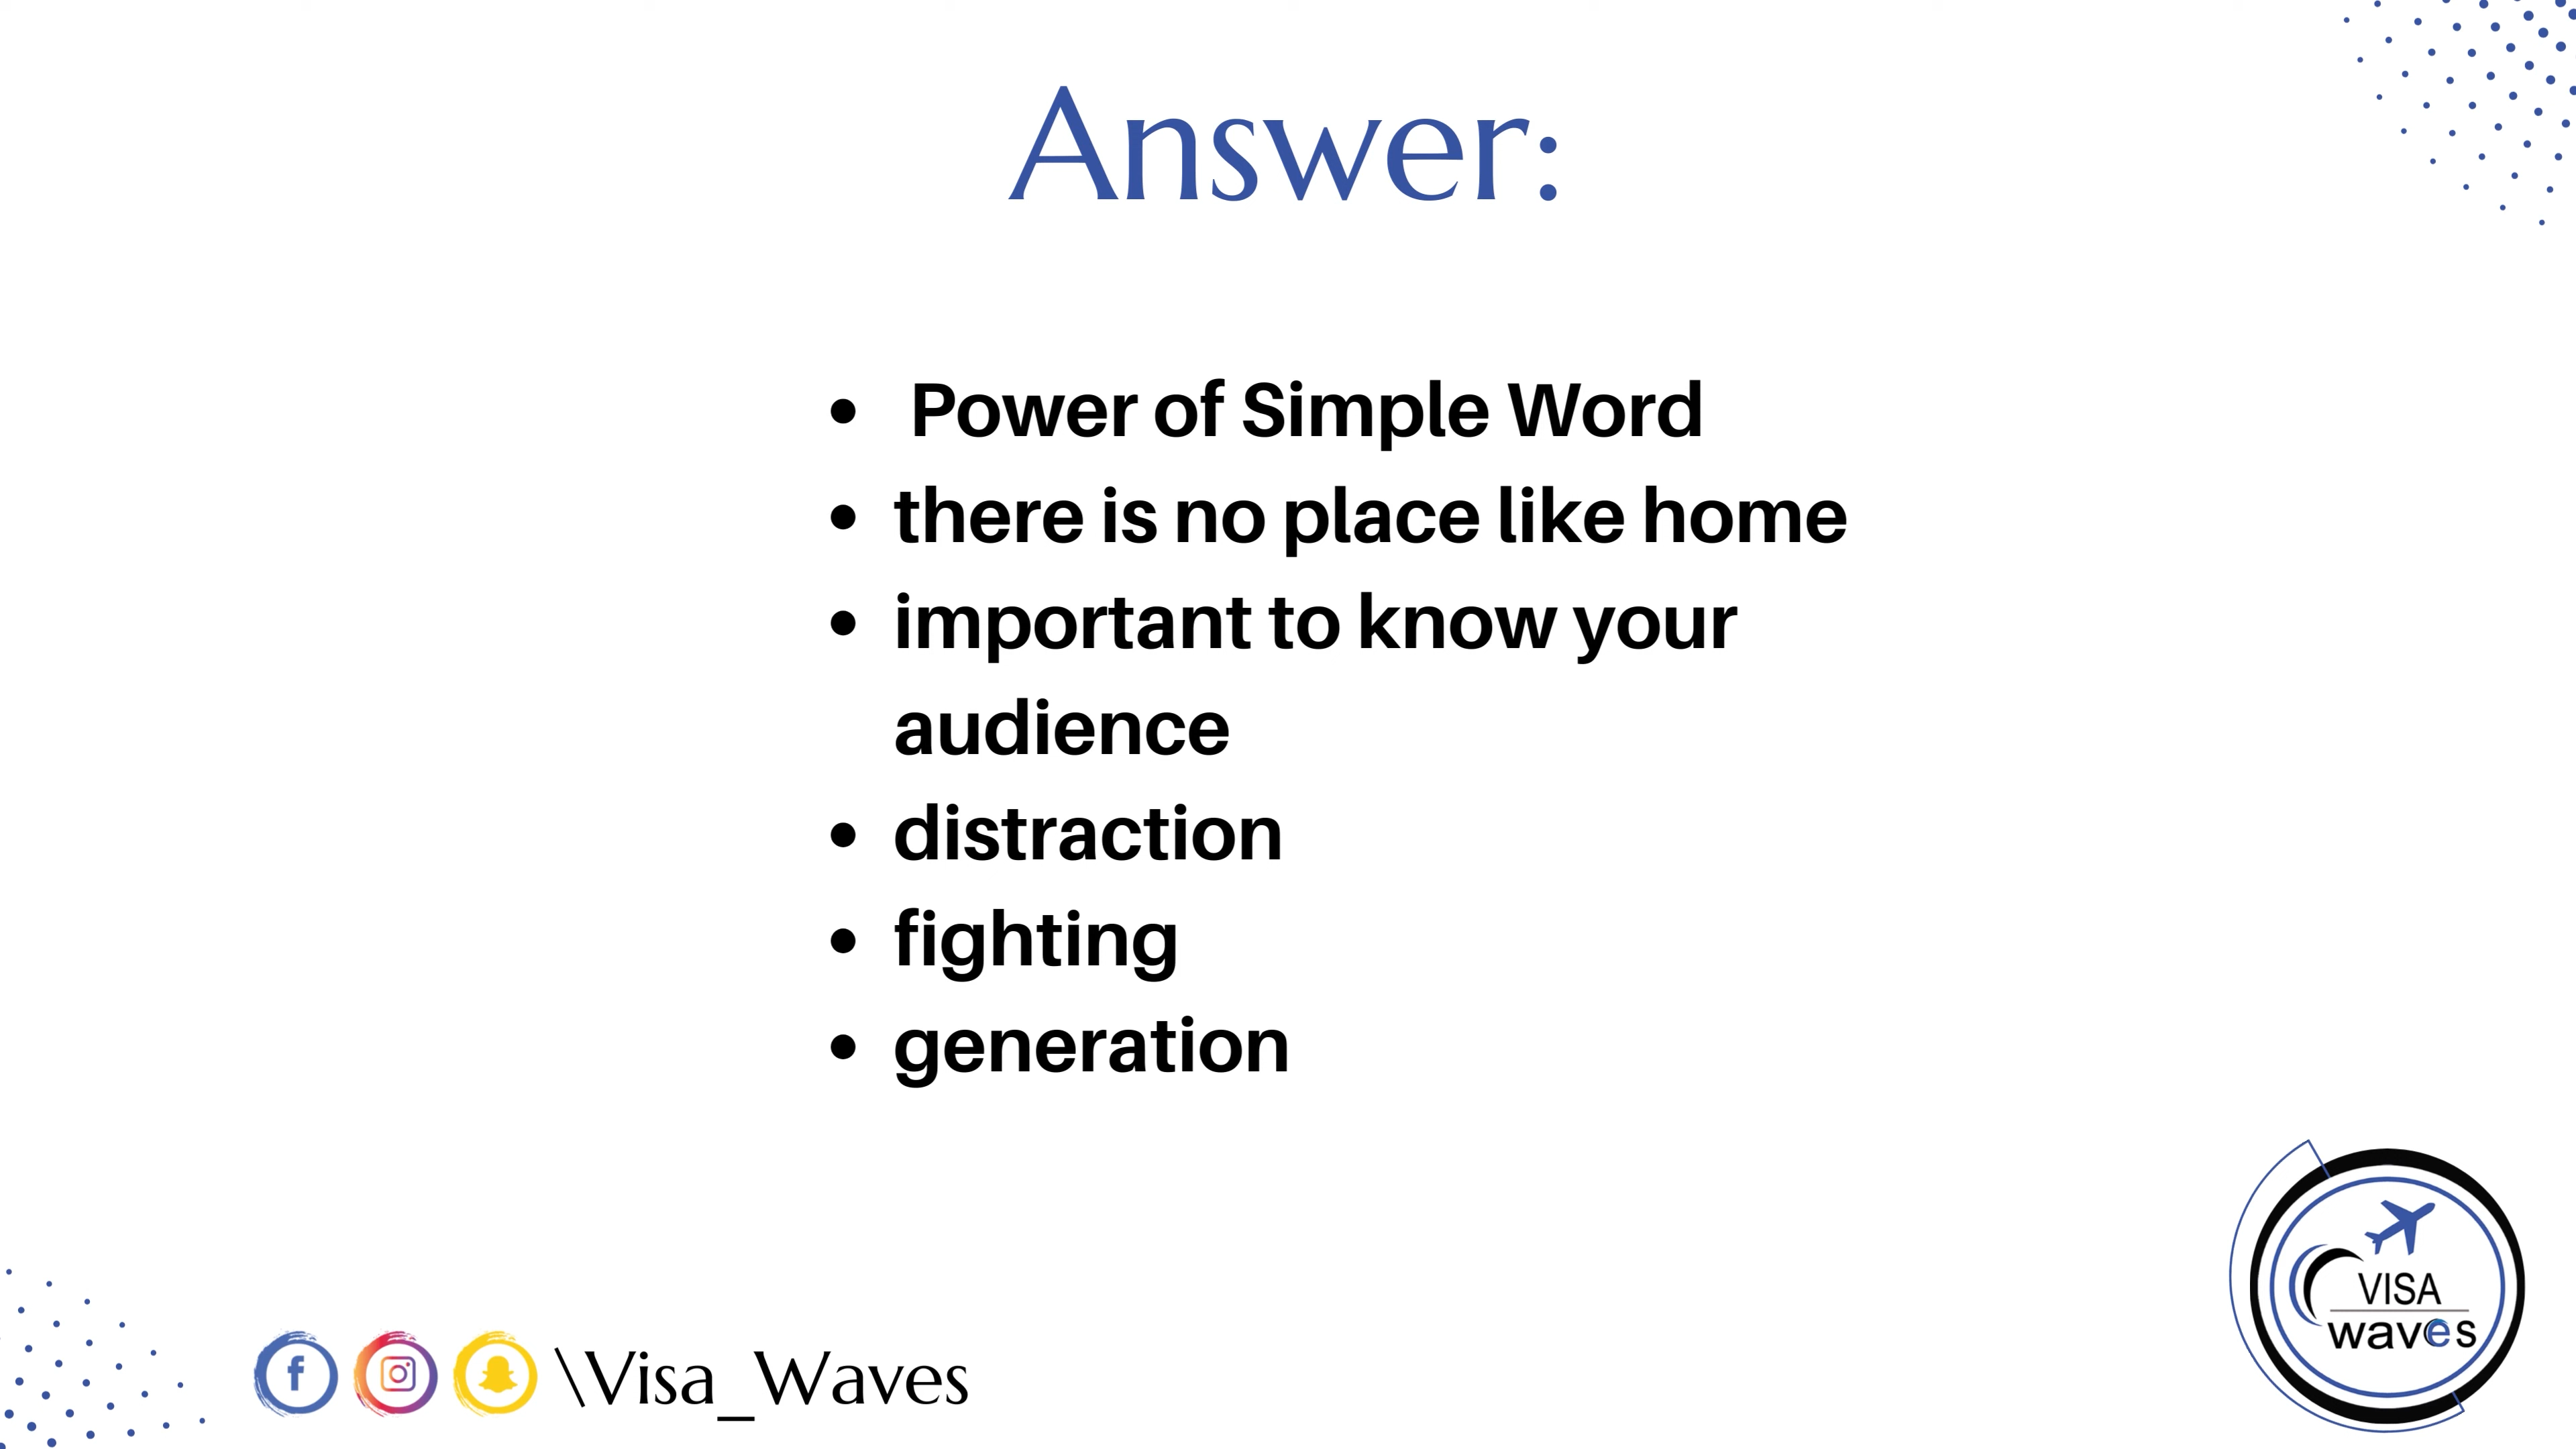 Answer:
• Power of Simple Word
• there is no place like home
• important to know your
audience
• distraction
• fighting
• generation
\Visa_Waves
VISA
waves